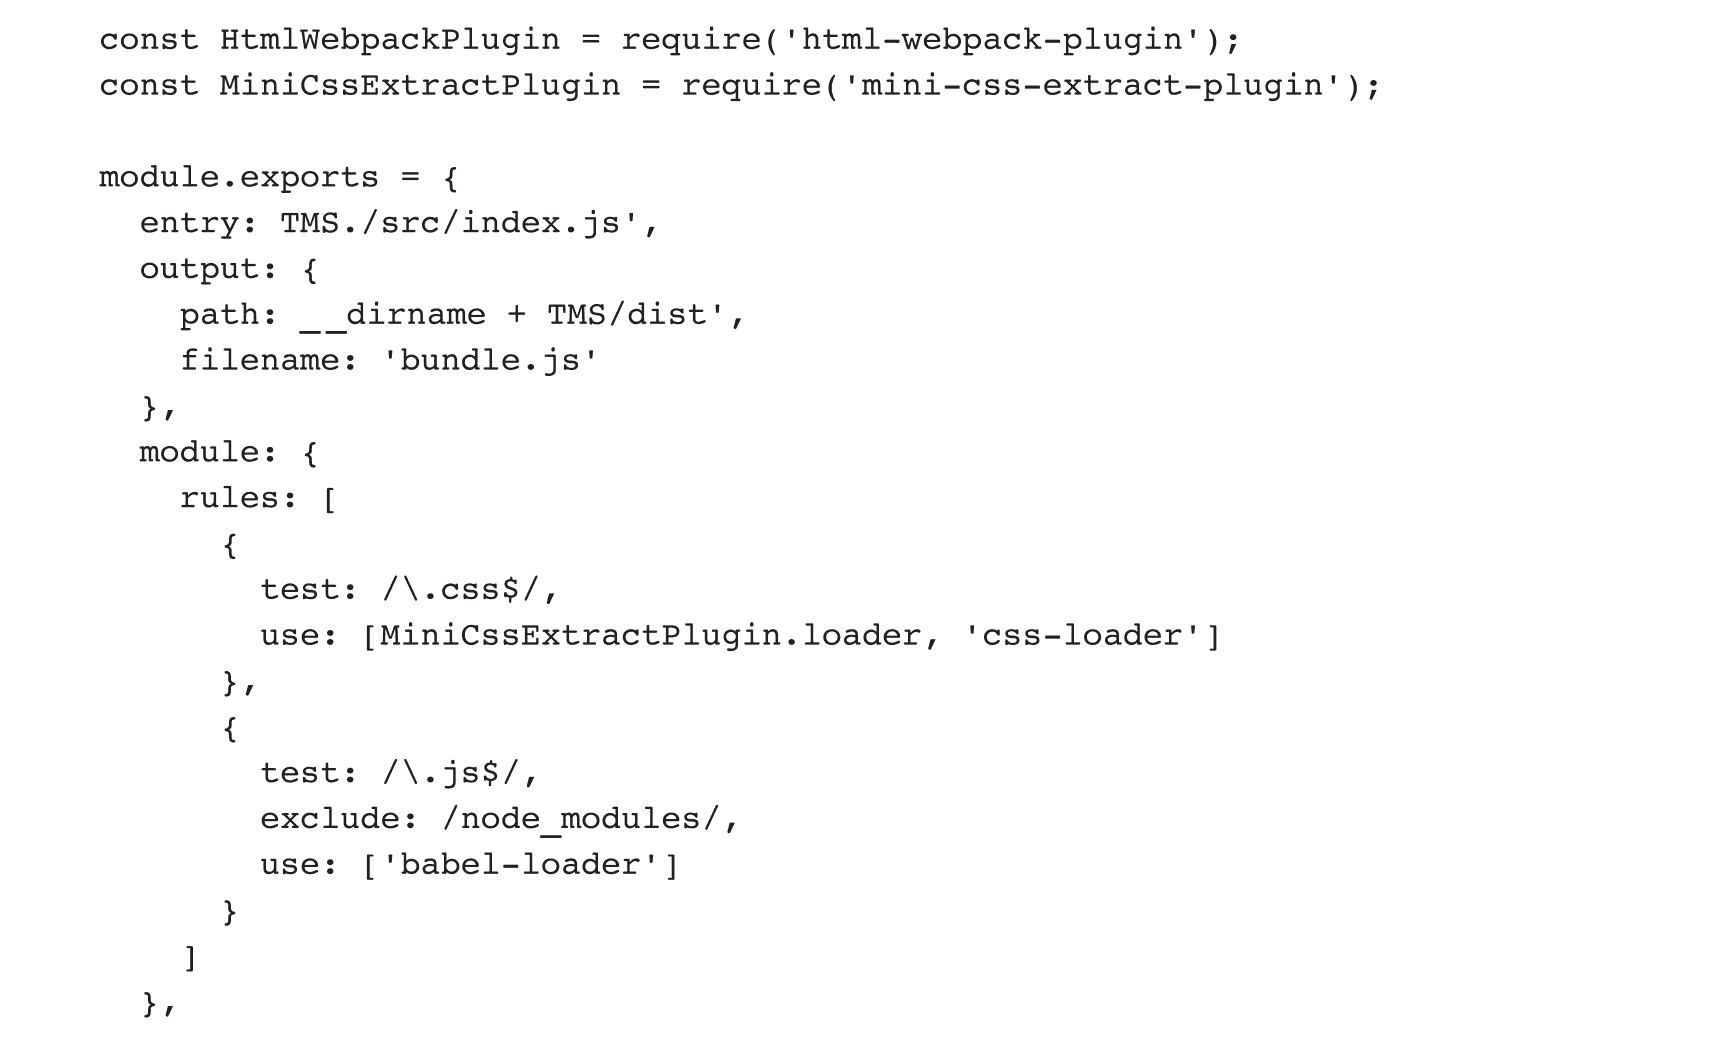 const HtmlWebpackPlugin = require('html-webpack-plugin');
const MiniCssExtractPlugin = require('mini-css-extract-plugin');

module.exports = {
  entry: TMS./src/index.js',
  output: {
    path: __dirname + TMS/dist',
    filename: 'bundle.js'
  },
  module: {
    rules: [
      {
        test: /\.css$/,
        use: [MiniCssExtractPlugin.loader, 'css-loader']
      },
      {
        test: /\.js$/,
        exclude: /node_modules/,
        use: ['babel-loader']
      }
    ]
  },